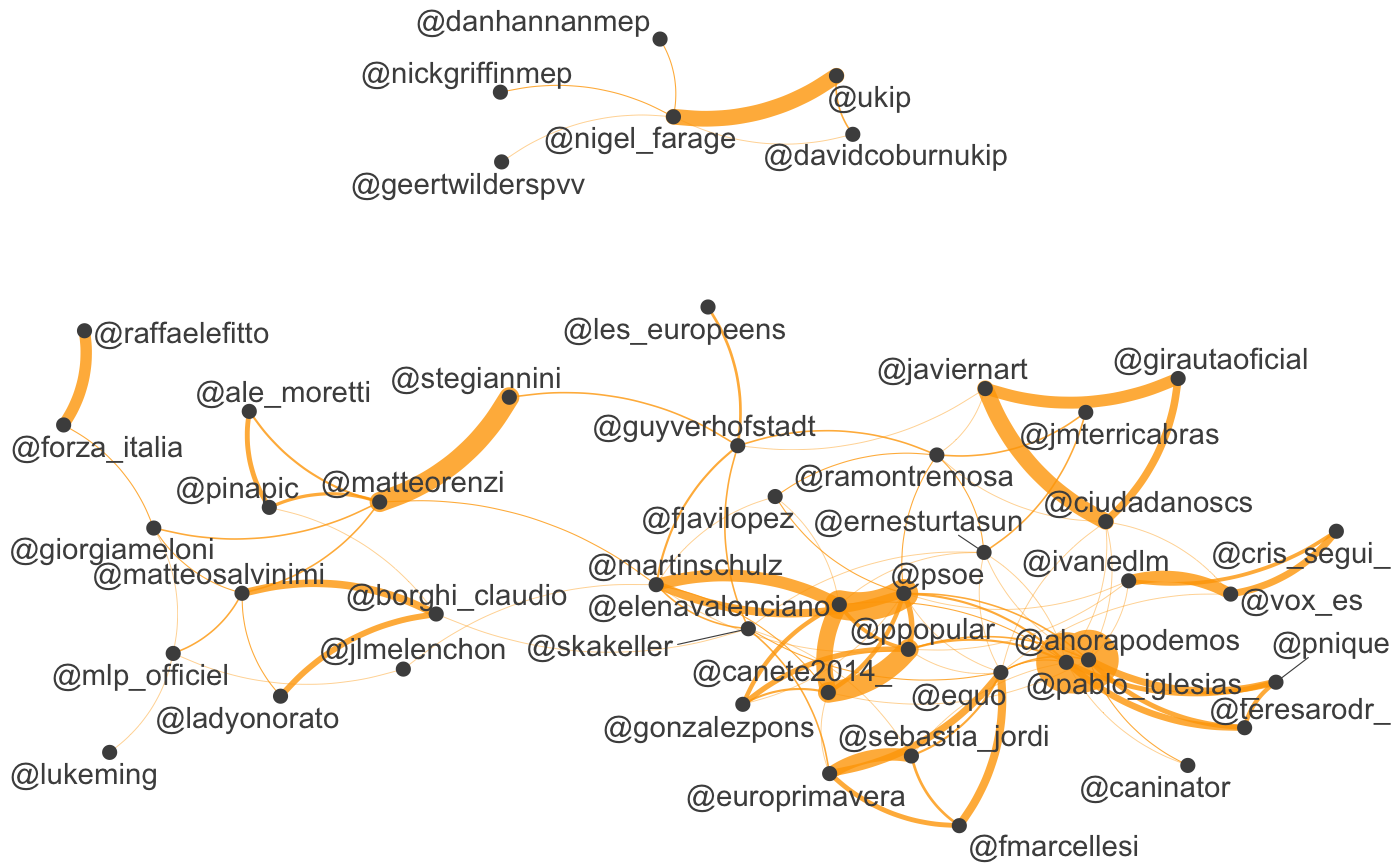 @danhannanmep
@nickgriffinmep
@ukip
@nigel_farage
@davidcoburnukip
@geertwilderspvv
@raffaelefitto
@les_europeens
@girautaoficial
@javiernart
@stegiannini
@ale_moretti
@guyverhofstadt
@jmterricabras
@forza_italia
@ramontremosa
@matteorenzi
@pinapic
@ciudadanoscs
@fjavilopez
@ernesturtasun
@giorgiameloni
@cris_segui_
@ivanedlm
@martinschulz
@matteosalvinimi
@psoe
@borghi_claudio
@vox_es
@elenavalenciano
@ppopular
@ahorapodemos
@pnique
@skakeller
@jlmelenchon
@canete2014_
@mlp_officiel
@pablo_iglesias_
@equo
@teresarodr_
@ladyonorato
@gonzalezpons
@sebastia_jordi
@lukeming
@caninator
@europrimavera
@fmarcellesi